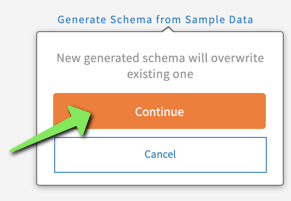 Generate Schema from Sample Data
New generated schema will overwrite
existing one
Continue
Cancel